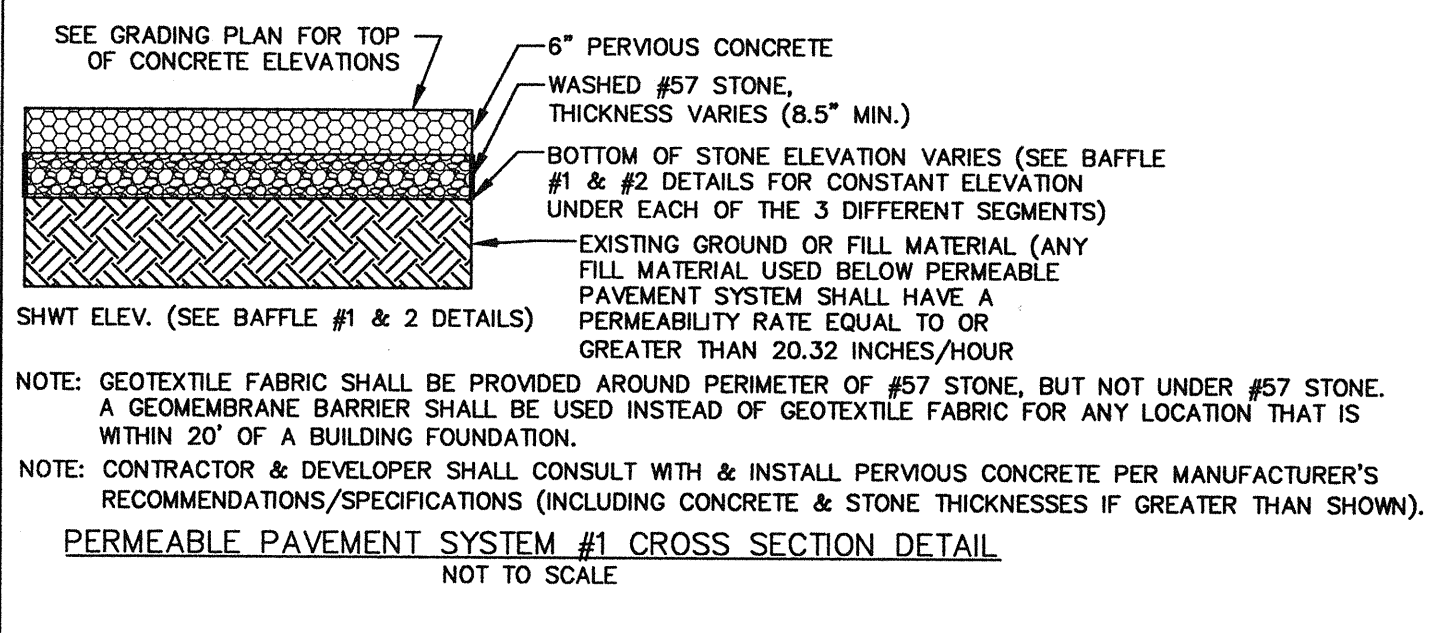 SEE GRADING PLAN FOR TOP
OF CONCRETE ELEVATIONS
6" PERVIOUS CONCRETE
WASHED #57 STONE,
THICKNESS VARIES (8.5" MIN.)
BOTTOM OF STONE ELEVATION VARIES (SEE BAFFLE
#1 & #2 DETAILS FOR CONSTANT ELEVATION
UNDER EACH OF THE 3 DIFFERENT SEGMENTS)
EXISTING GROUND OR FILL MATERIAL (ANY
FILL MATERIAL USED BELOW PERMEABLE
PAVEMENT SYSTEM SHALL HAVE A
PERMEABILITY RATE EQUAL TO OR
GREATER THAN 20.32 INCHES/HOUR
SHWT ELEV. (SEE BAFFLE #1 & 2 DETAILS)
NOTE: GEOTEXTILE FABRIC SHALL BE PROVIDED AROUND PERIMETER OF #57 STONE, BUT NOT UNDER #57 STONE.
A GEOMEMBRANE BARRIER SHALL BE USED INSTEAD OF GEOTEXTILE FABRIC FOR ANY LOCATION THAT IS
WITHIN 20' OF A BUILDING FOUNDATION.
NOTE: CONTRACTOR & DEVELOPER SHALL CONSULT WITH & INSTALL PERVIOUS CONCRETE PER MANUFACTURER'S
RECOMMENDATIONS/SPECIFICATIONS (INCLUDING CONCRETE & STONE THICKNESSES IF GREATER THAN SHOWN).
PERMEABLE PAVEMENT SYSTEM #1 CROSS SECTION DETAIL
NOT TO SCALE